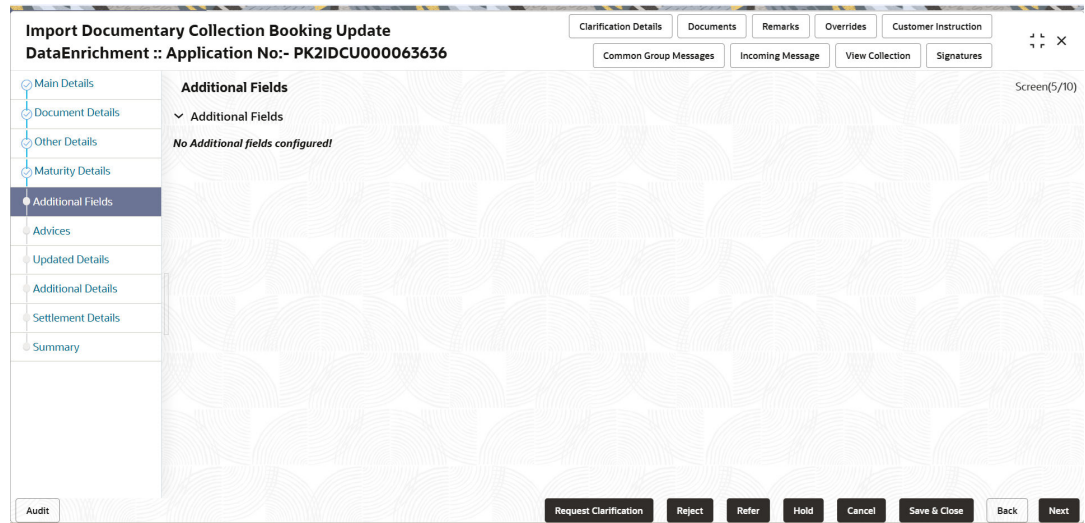 Import Documentary Collection Booking Update
DataEnrichment :: Application No:- PK2IDCU000063636
Clarification Details
Documents
Remarks
Overrides
Customer Instruction
Common Group Messages
Incoming Message
View Collection
Signatures
Main Details
Document Details
Other Details
Maturity Details
Additional Fields
Advices
Updated Details
Additional Details
Settlement Details
Summary
Additional Fields
Screen(5/10)
Additional Fields
No Additional fields configured!
Audit
Request Clarification
Reject
Refer
Hold
Cancel
Save & Close
Back
Next